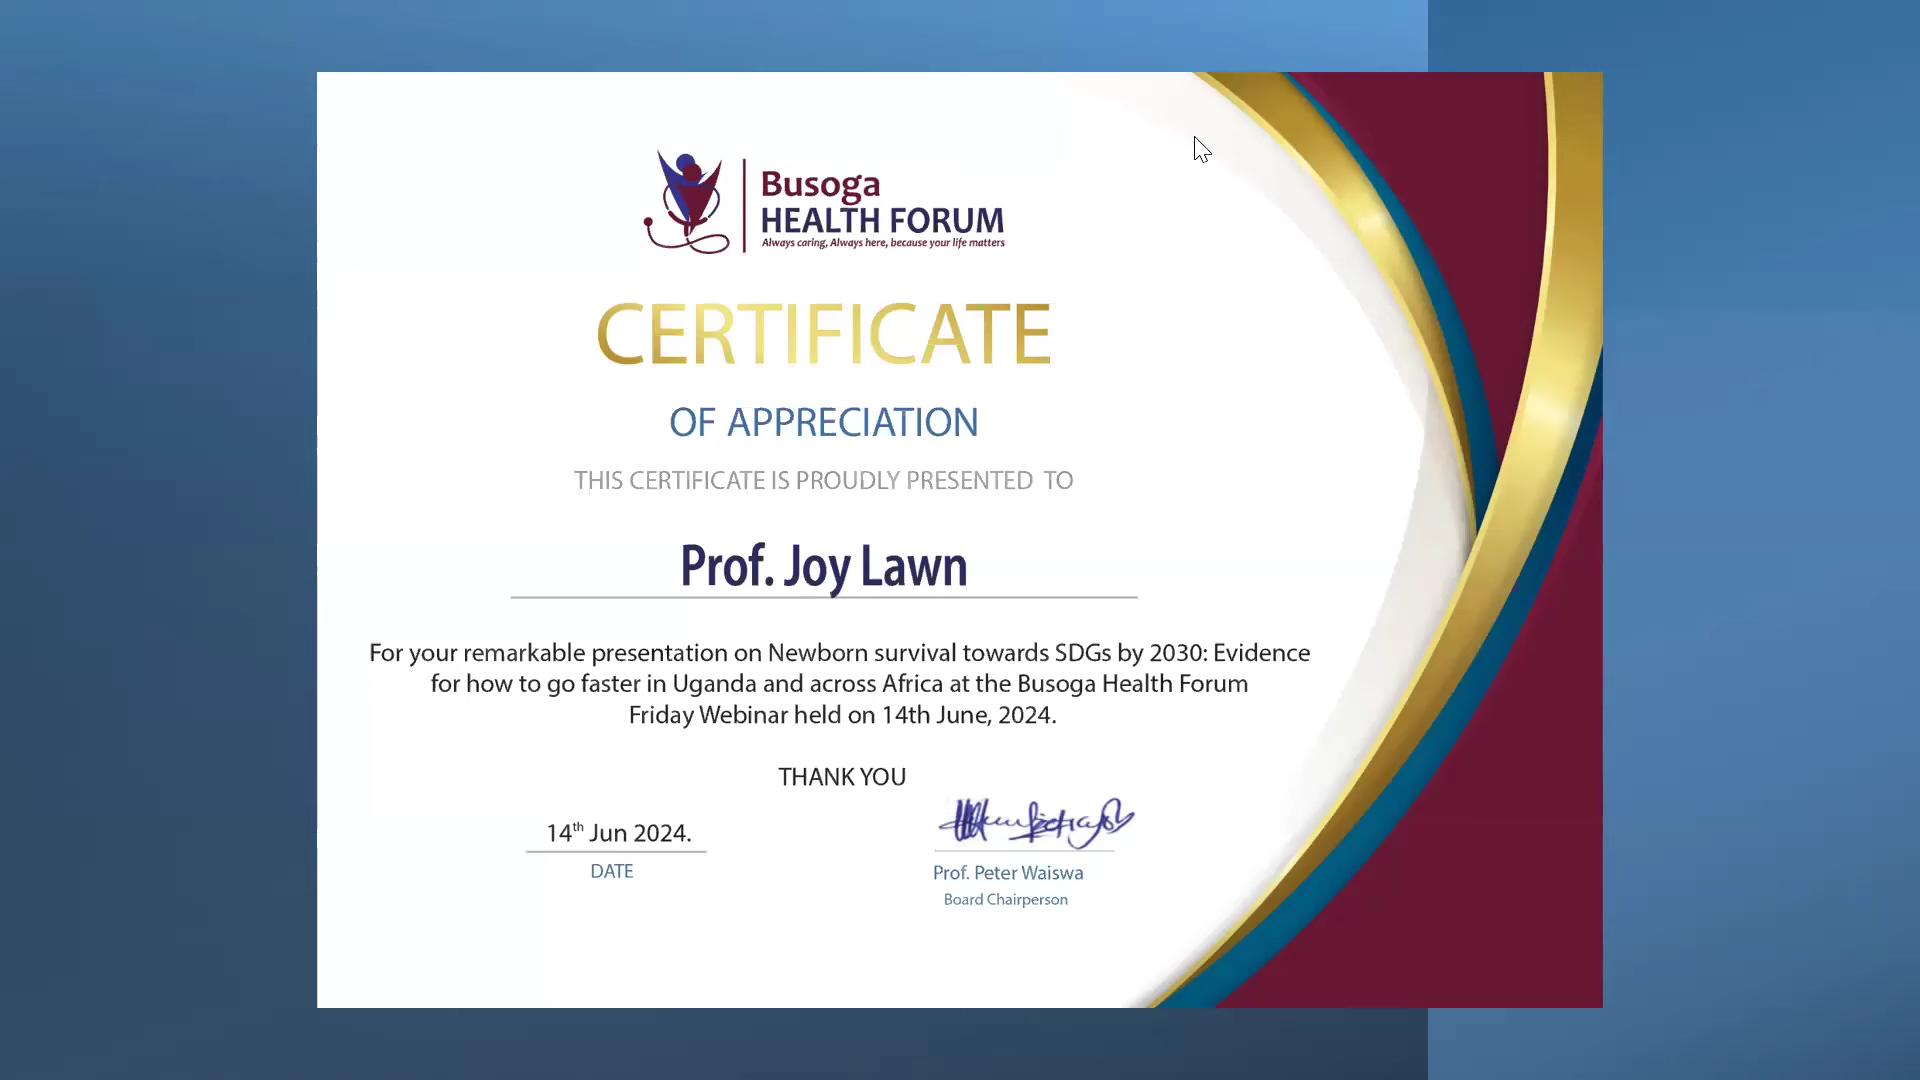 Busoga
HEALTH FORUM
Always caring, Always here, because your life matters
CERTIFICATE
OF APPRECIATION
THIS CERTIFICATE IS PROUDLY PRESENTED TO
Prof. Joy Lawn
For your remarkable presentation on Newborn survival towards SDGs by 2030: Evidence
for how to go faster in Uganda and across Africa at the Busoga Health Forum
Friday Webinar held on 14th June, 2024.
THANK YOU
14th Jun 2024.
DATE
Prof. Peter Waiswa
Board Chairperson